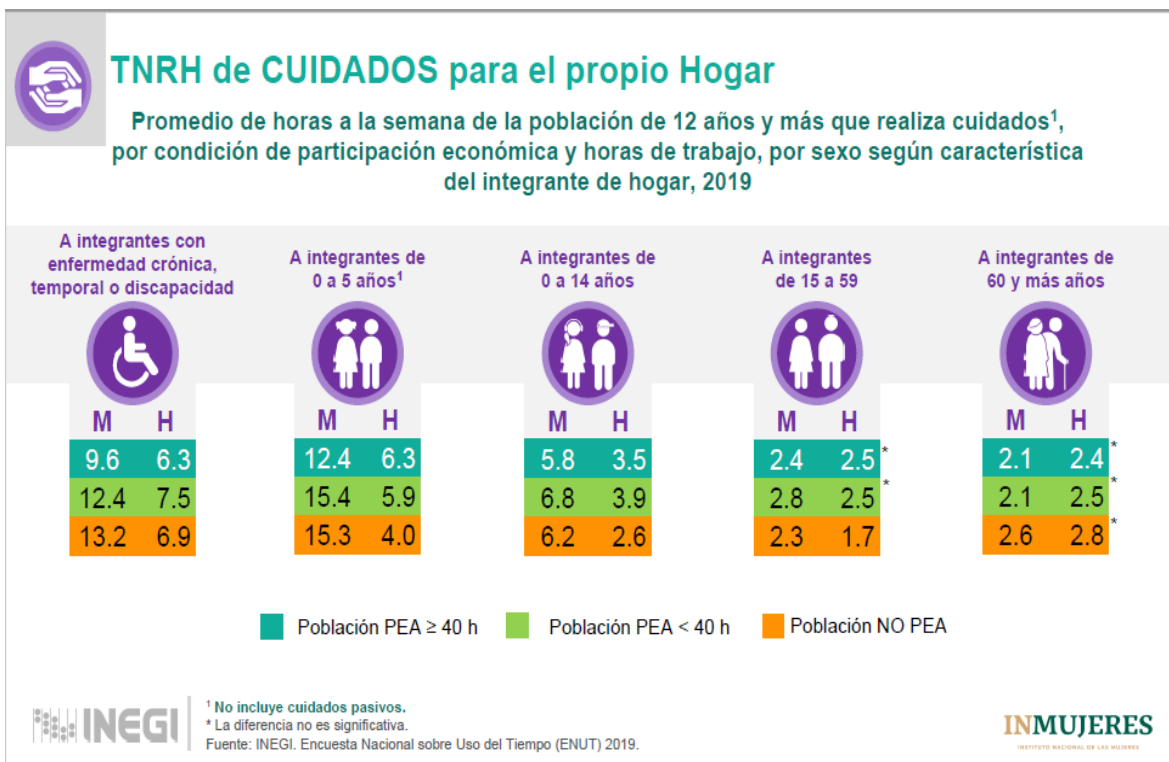 TNRH de CUIDADOS para el propio Hogar
Promedio de horas a la semana de la población de 12 años y más que realiza cuidados¹,
por condición de participación económica y horas de trabajo, por sexo según característica
del integrante de hogar, 2019
A integrantes con
enfermedad crónica,
temporal o discapacidad
M H
9.6 6.3
12.4 7.5
13.2 6.9
A integrantes de
0 a 5 años¹
M H
12.4 6.3
15.4 5.9
15.3 4.0
A integrantes de
0 a 14 años
M H
5.8 3.5
6.8 3.9
6.2 2.6
A integrantes
de 15 a 59
M H
2.4 2.5 *
2.8 2.5 *
2.3 1.7
A integrantes de
60 y más años
M H
2.1 2.4 *
2.1 2.5 *
2.6 2.8 *
Población PEA ≥ 40 h Población PEA < 40 h Población NO PEA
INEGI
¹ No incluye cuidados pasivos.
* La diferencia no es significativa.
Fuente: INEGI. Encuesta Nacional sobre Uso del Tiempo (ENUT) 2019.
INMUJERES
INSTITUTO NACIONAL DE LAS MUJERES